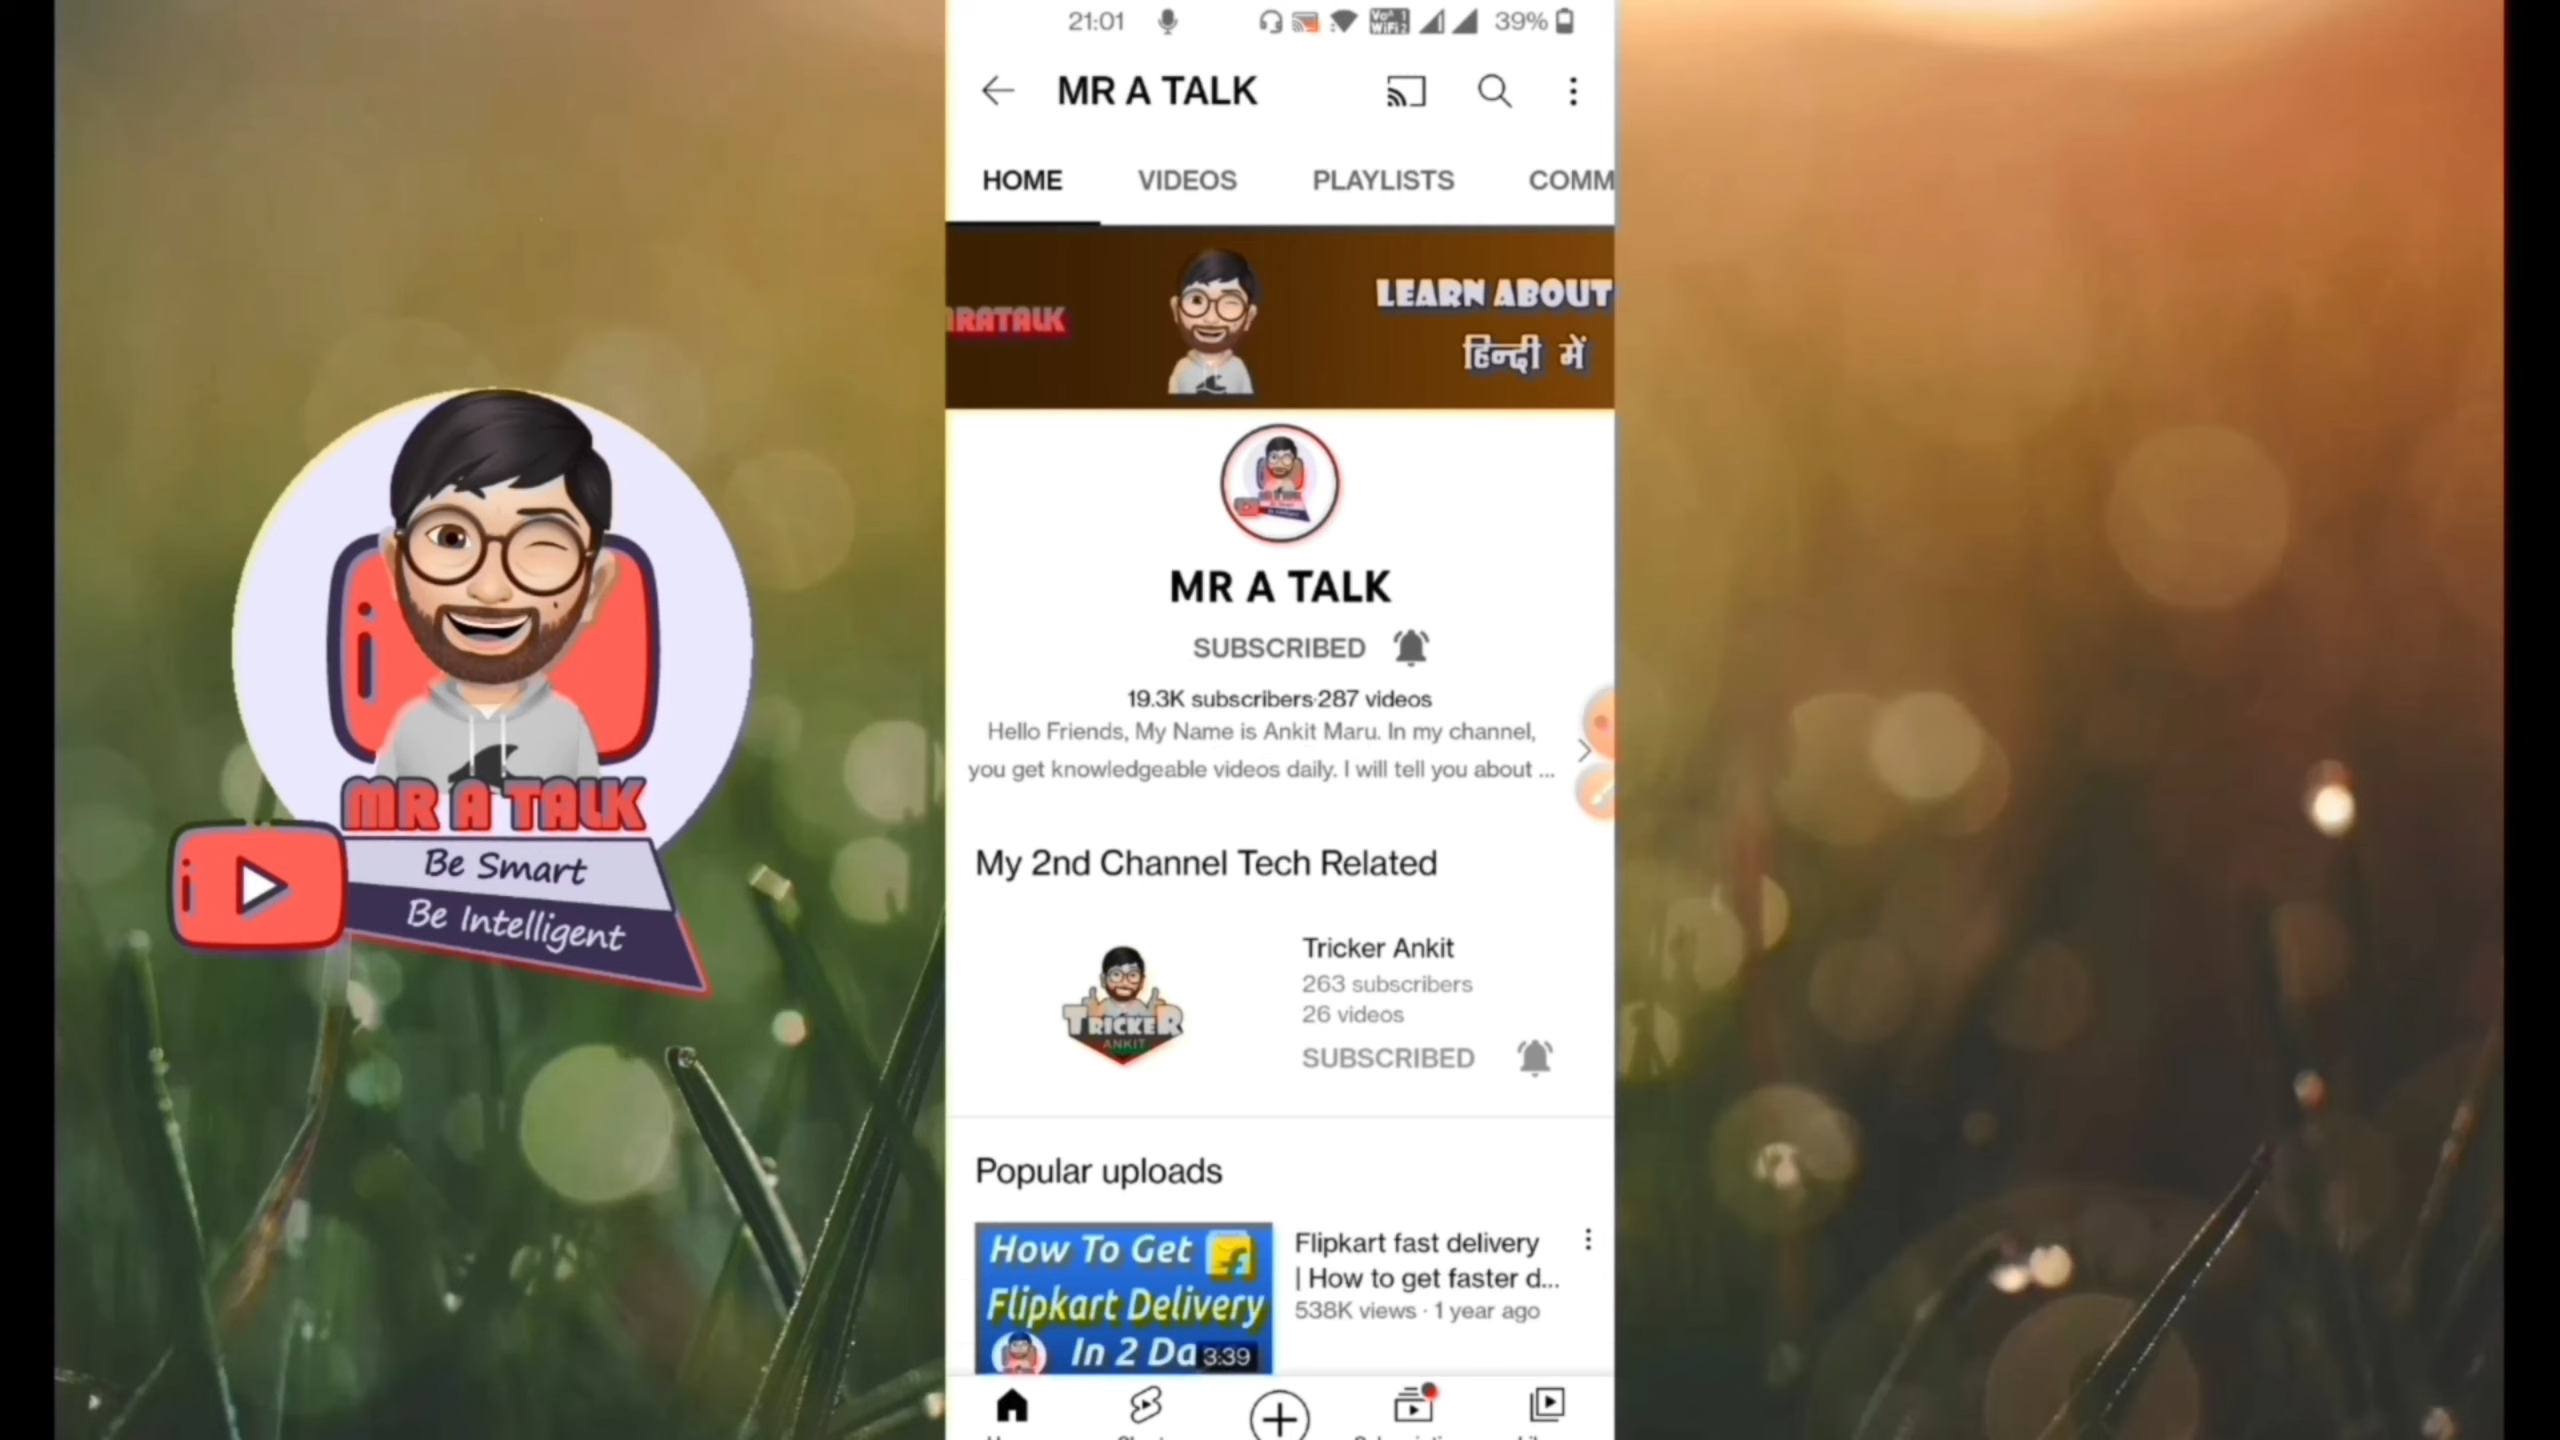 21:01
Vo 1
WiFi 2
39%
MR A TALK
HOME
VIDEOS
PLAYLISTS
COMM
RATALK
LEARN ABOUT
हिन्दी में
MR A TALK
Be Smart
Be Intelligent
MR A TALK
SUBSCRIBED
19.3K subscribers·287 videos
Hello Friends, My Name is Ankit Maru. In my channel,
you get knowledgeable videos daily. I will tell you about ...
My 2nd Channel Tech Related
TRICKER
ANKIT
Tricker Ankit
263 subscribers
26 videos
SUBSCRIBED
Popular uploads
How To Get
Flipkart Delivery
In 2 Da
3:39
Flipkart fast delivery
| How to get faster d...
538K views · 1 year ago